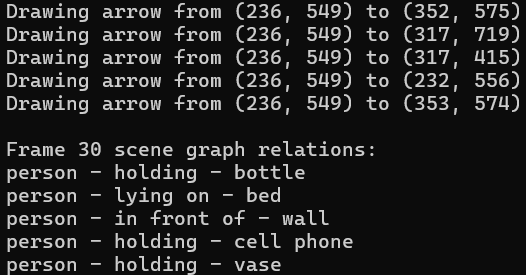 Drawing arrow from (236, 549) to (352, 575)
Drawing arrow from (236, 549) to (317, 719)
Drawing arrow from (236, 549) to (317, 415)
Drawing arrow from (236, 549) to (232, 556)
Drawing arrow from (236, 549) to (353, 574)
Frame 30 scene graph relations:
person - holding - bottle
person - lying on - bed
person - in front of - wall
person - holding - cell phone
person - holding - vase